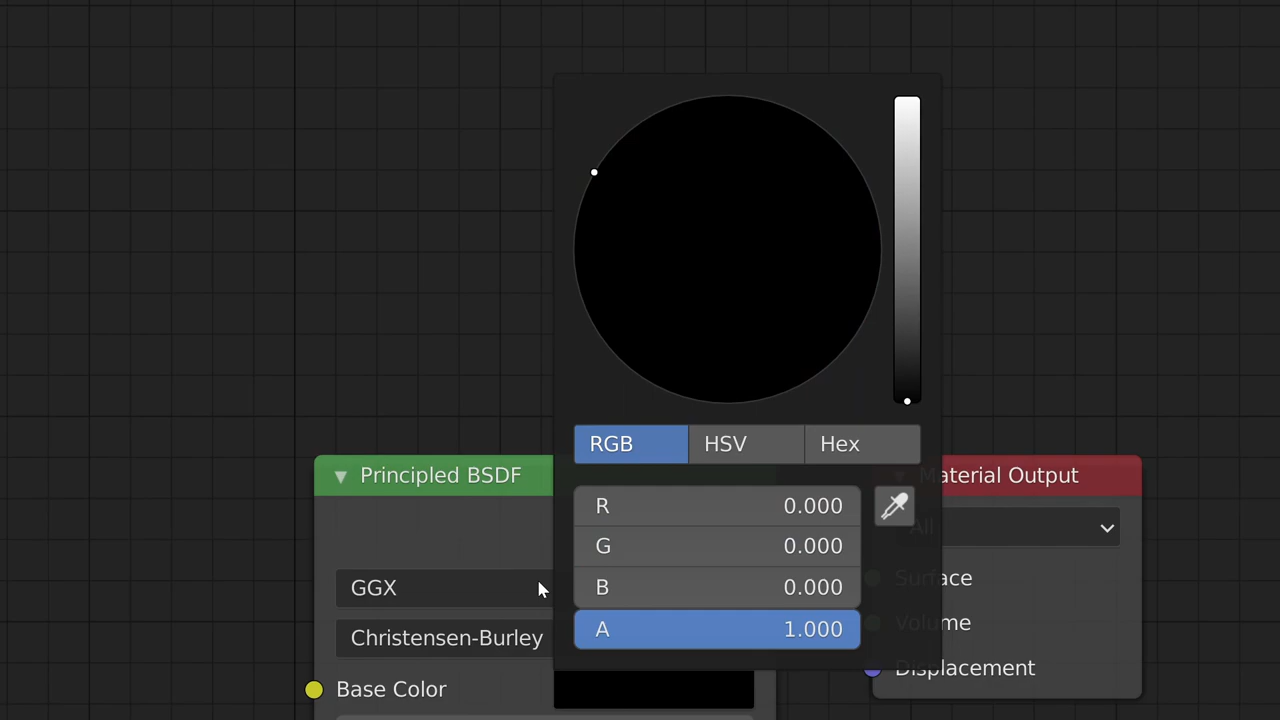 RGB HSV Hex
Principled BSDF
Material Output
R 0.000
All
G 0.000
GGX
B 0.000
Surface
Christensen-Burley
A 1.000
Volume
Base Color
Displacement